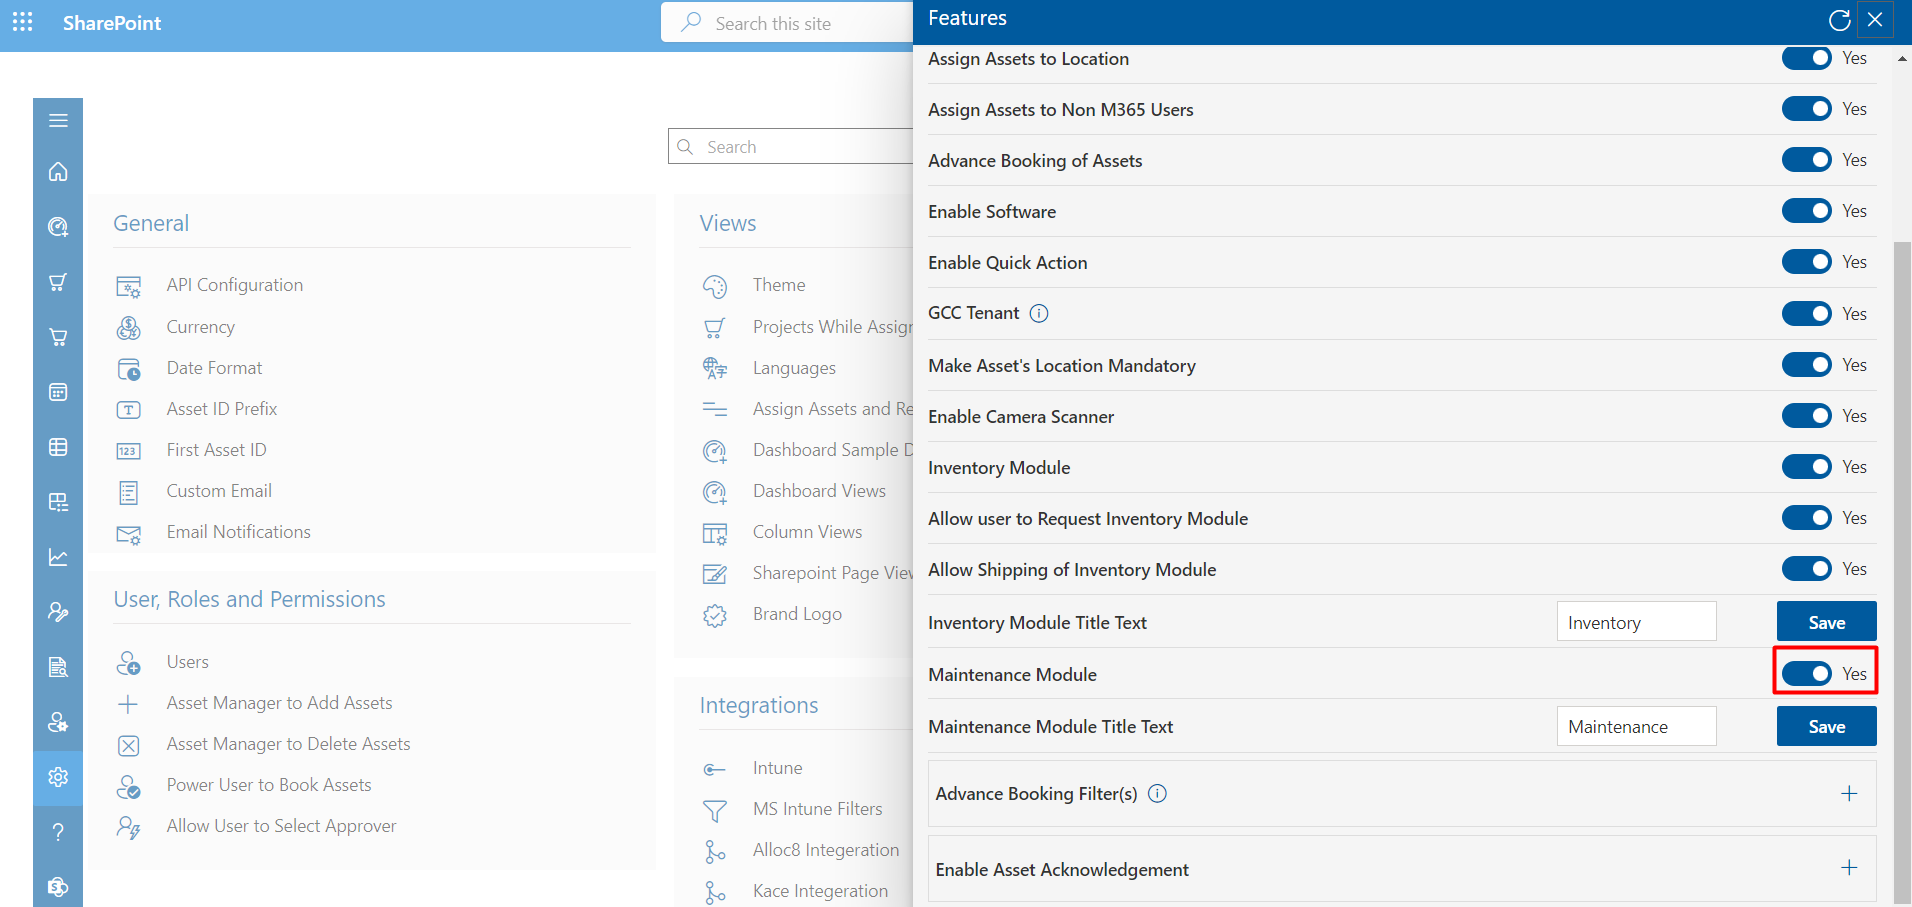 SharePoint
Search this site
Search
General
API Configuration
Currency
Date Format
Asset ID Prefix
First Asset ID
Custom Email
Email Notifications
User, Roles and Permissions
Users
Asset Manager to Add Assets
Asset Manager to Delete Assets
Power User to Book Assets
Allow User to Select Approver
Views
Theme
Projects While Assign
Languages
Assign Assets and Re
Dashboard Sample D
Dashboard Views
Column Views
Sharepoint Page View
Brand Logo
Integrations
Intune
MS Intune Filters
Alloc8 Integeration
Kace Integeration
Features
Assign Assets to Location Yes
Assign Assets to Non M365 Users Yes
Advance Booking of Assets Yes
Enable Software Yes
Enable Quick Action Yes
GCC Tenant Yes
Make Asset's Location Mandatory Yes
Enable Camera Scanner Yes
Inventory Module Yes
Allow user to Request Inventory Module Yes
Allow Shipping of Inventory Module Yes
Inventory Module Title Text Inventory Save
Maintenance Module Yes
Maintenance Module Title Text Maintenance Save
Advance Booking Filter(s)
Enable Asset Acknowledgement